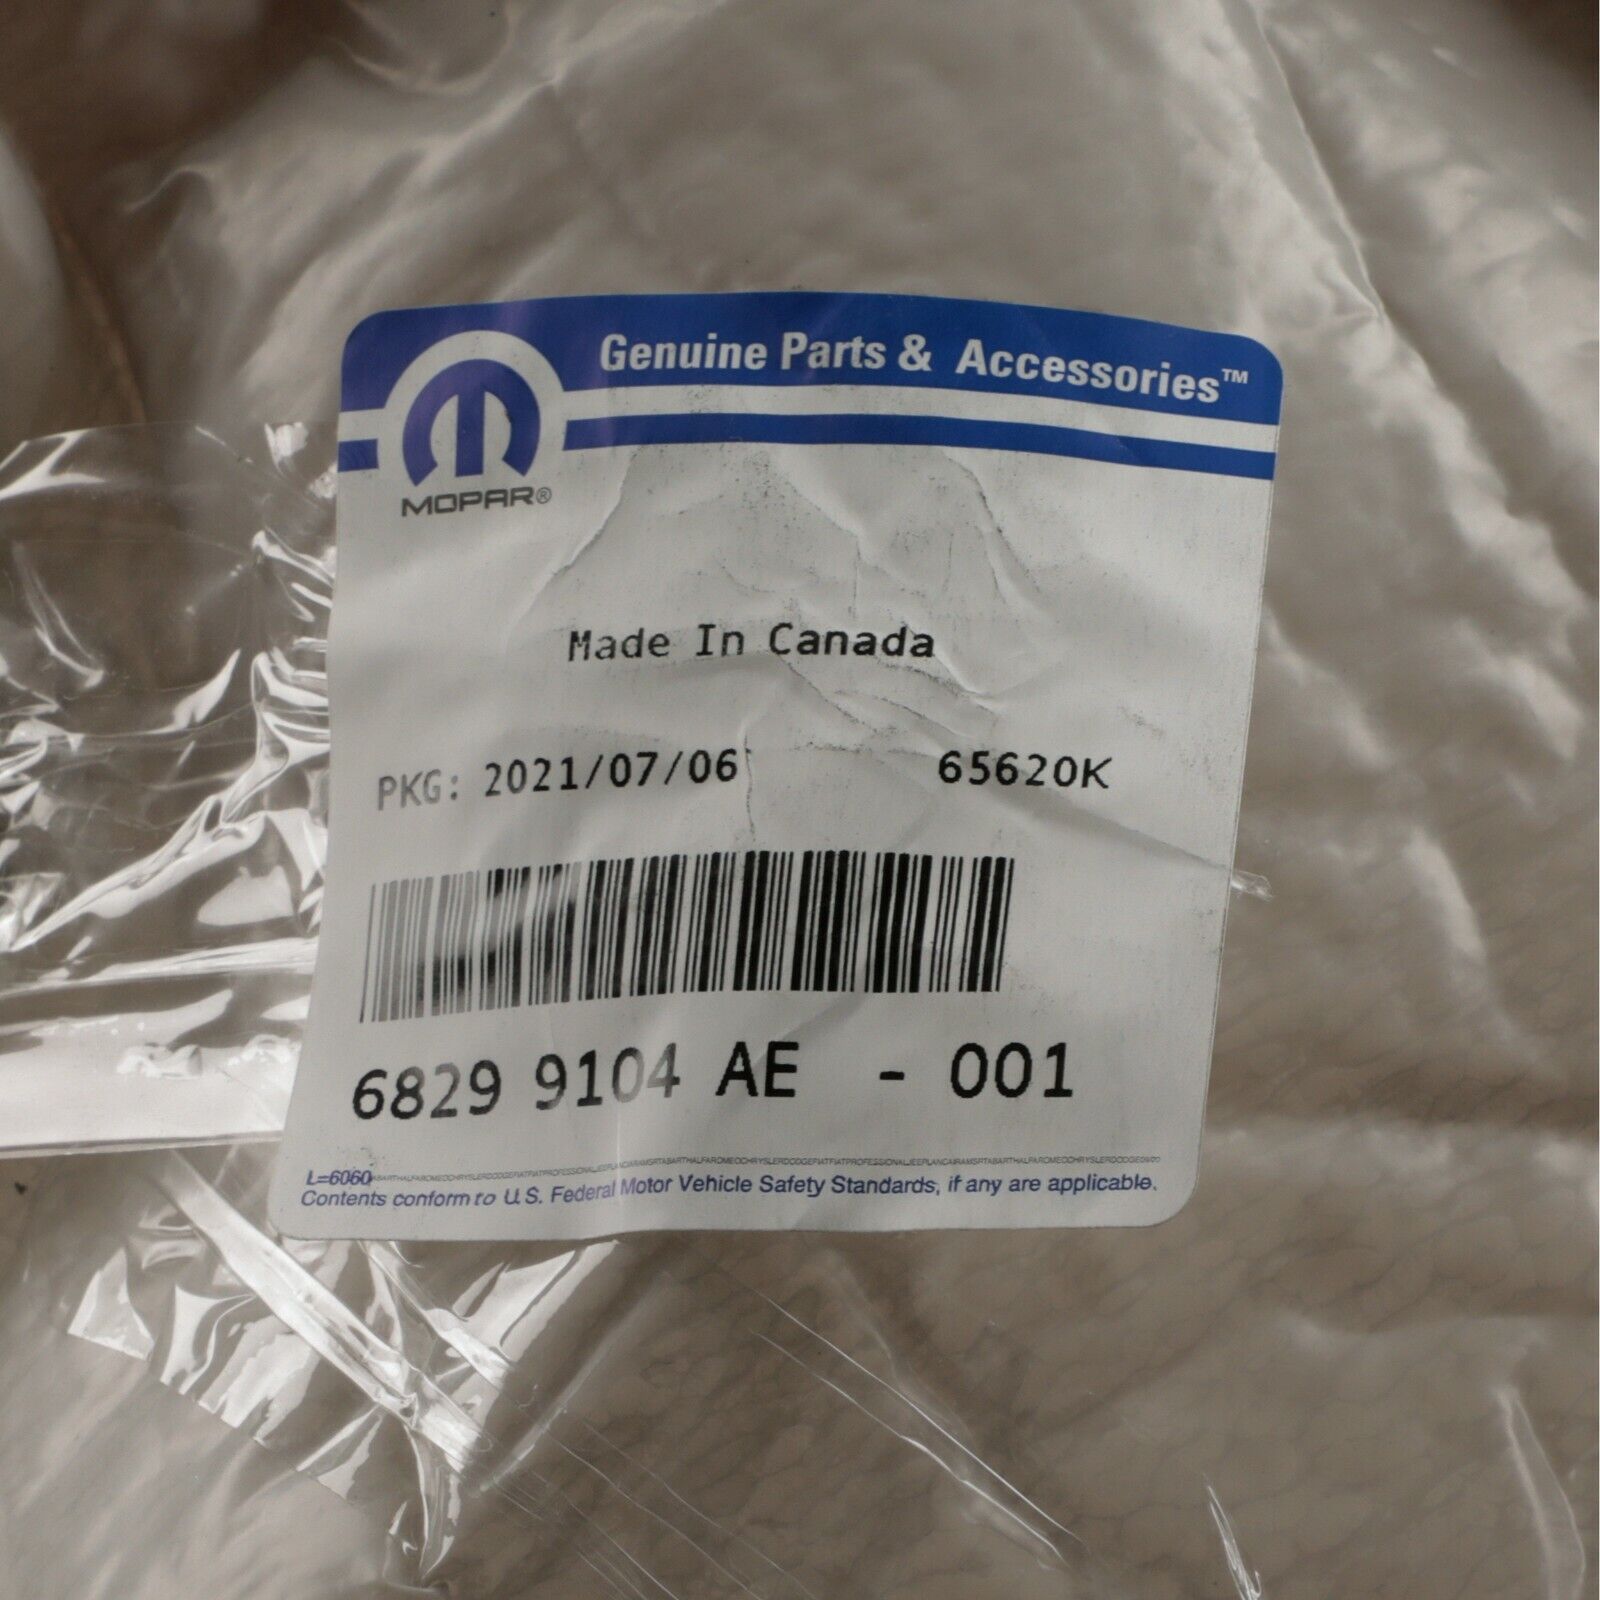 Genuine Parts & Accessories™
MOPAR®
Made In Canada
PKG: 2021/07/06 65620K
6829 9104 AE - 001
L=6060
Contents conform to U.S. Federal Motor Vehicle Safety Standards, if any are applicable.